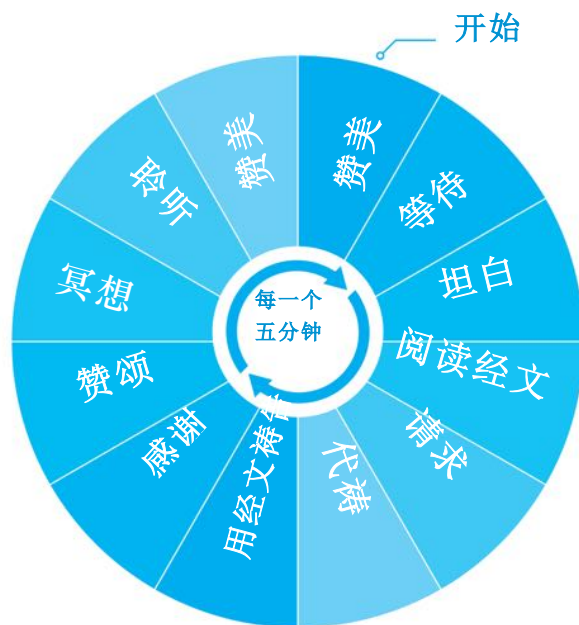 开始
赞美
等待
坦白
阅读经文
请求
代祷
用经文祷告
感谢
赞颂
冥想
聆听
赞美
每一个
五分钟